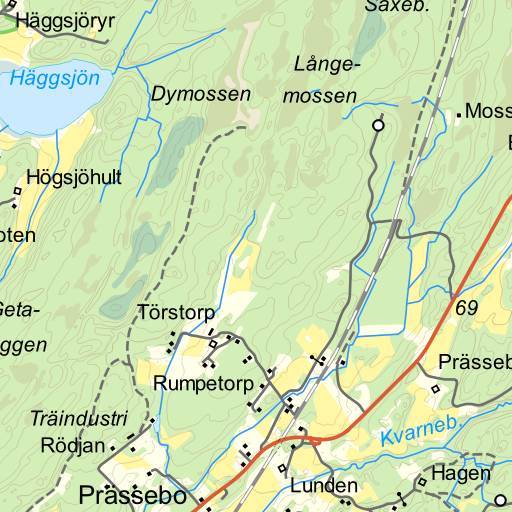 Saxeb.
Häggsjöryr
Häggsjön
Långe-
mossen
Dymossen
Moss
Högsjöhult
oten
Geta-
ggen
69
Törstorp
Prässeb
Rumpetorp
Träindustri
Rödjan
Kvarneb.
Hagen
Lunden
Prässebo